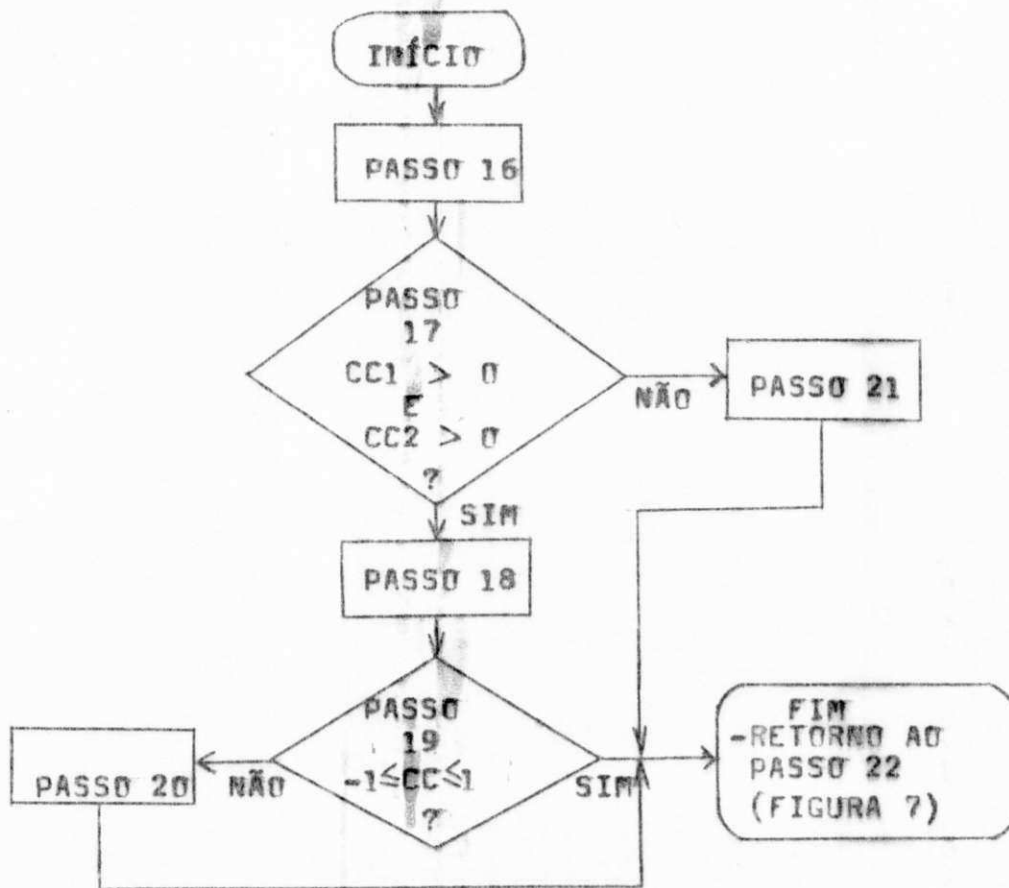 INÍCIO
PASSO 16
PASSO
17
CC1 > 0
E
CC2 > 0
?
NÃO
PASSO 21
SIM
PASSO 18
PASSO
19
-1≤CC≤1
?
NÃO
PASSO 20
SIM
FIM
-RETORNO AO
PASSO 22
(FIGURA 7)